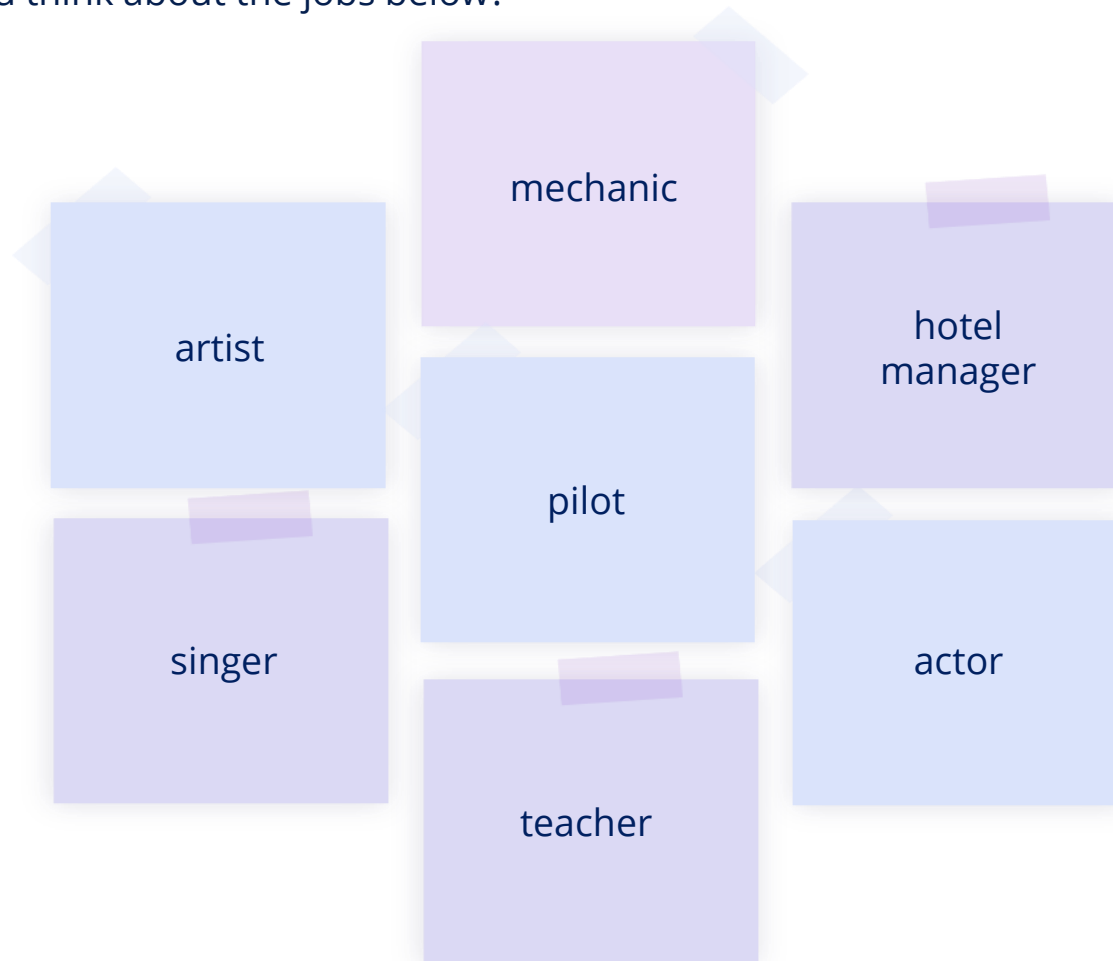 think about the jobs below?
mechanic
artist
hotel
manager
pilot
singer
actor
teacher